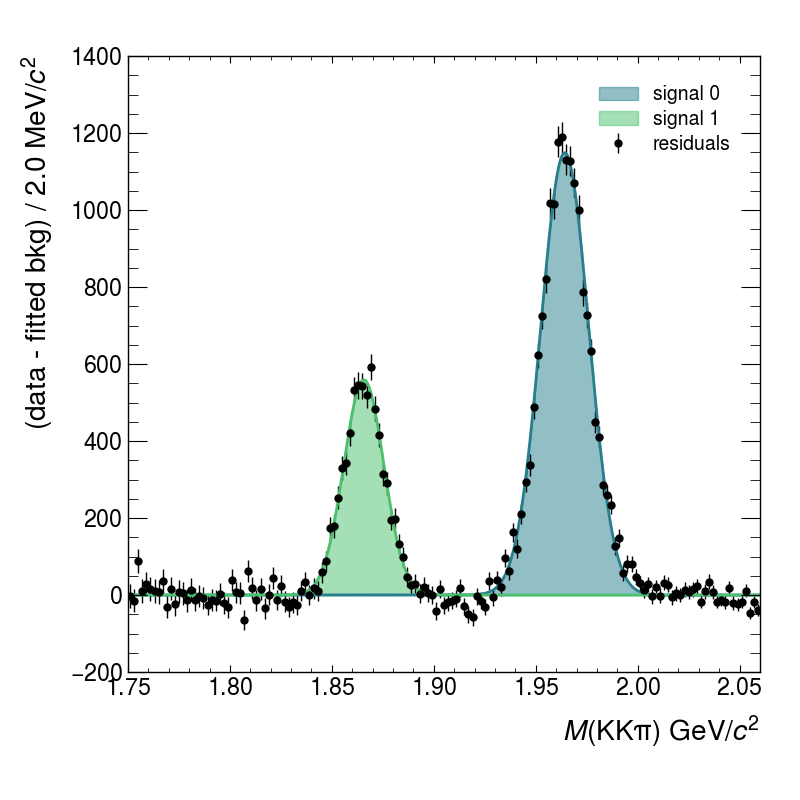 (data - fitted bkg) / 2.0 MeV/c²
1400
1200
1000
800
600
400
200
0
−200
signal 0
signal 1
residuals
1.75 1.80 1.85 1.90 1.95 2.00 2.05
M(KKπ) GeV/c²